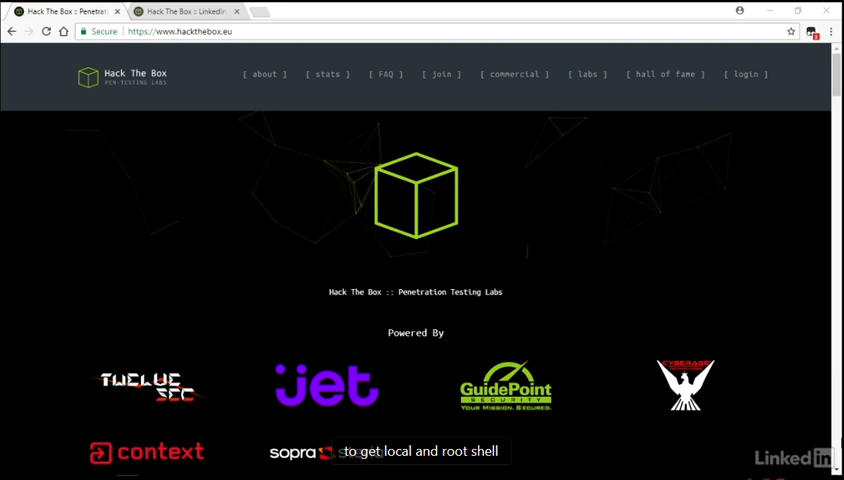 Hack The Box :: Penetratio
Hack The Box :: LinkedIn
Secure
https://www.hackthebox.eu
Hack The Box
PEN-TESTING LABS
[ about ] [ stats ] [ FAQ ] [ join ] [ commercial ] [ labs ] [ hall of fame ] [ login ]
Hack The Box :: Penetration Testing Labs
Powered By
TWELVE SEC
jet
GuidePoint
SECURITY
YOUR MISSION. SECURED.
CYBERAGE
context
sopra
to get local and root shell
LinkedIn